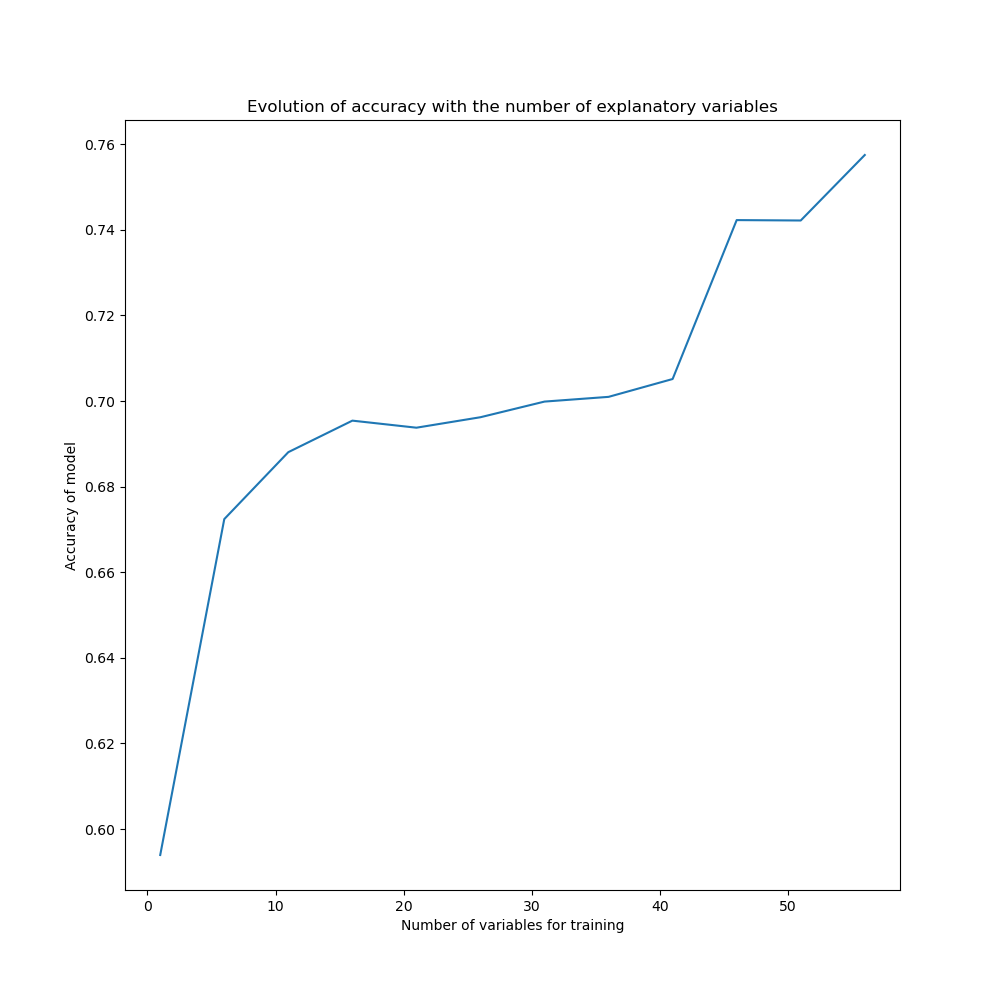 Evolution of accuracy with the number of explanatory variables
0.76
0.74
0.72
0.70
0.68
0.66
0.64
0.62
0.60
Accuracy of model
0 10 20 30 40 50
Number of variables for training